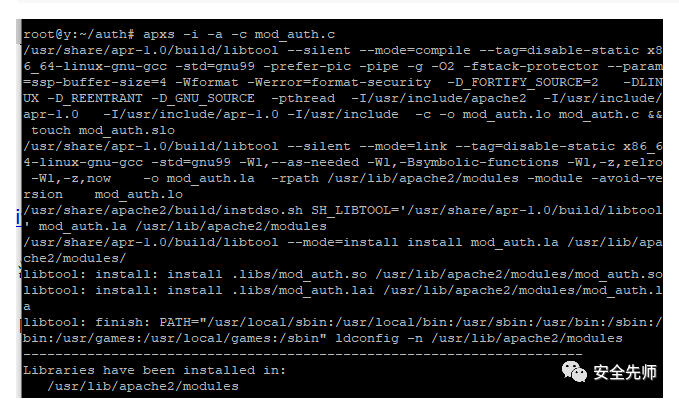 root@y:~/auth# apxs -i -a -c mod_auth.c
/usr/share/apr-1.0/build/libtool --silent --mode=compile --tag=disable-static x8
6_64-linux-gnu-gcc -std=gnu99 -prefer-pic -pipe -g -O2 -fstack-protector --param
=ssp-buffer-size=4 -Wformat -Werror=format-security  -D_FORTIFY_SOURCE=2   -DLIN
UX -D_REENTRANT -D_GNU_SOURCE  -pthread  -I/usr/include/apache2  -I/usr/include/
apr-1.0   -I/usr/include/apr-1.0 -I/usr/include  -c -o mod_auth.lo mod_auth.c &&
 touch mod_auth.slo
/usr/share/apr-1.0/build/libtool --silent --mode=link --tag=disable-static x86_6
4-linux-gnu-gcc -std=gnu99 -Wl,--as-needed -Wl,-Bsymbolic-functions -Wl,-z,relro
 -Wl,-z,now    -o mod_auth.la  -rpath /usr/lib/apache2/modules -module -avoid-ve
rsion    mod_auth.lo
/usr/share/apache2/build/instdso.sh SH_LIBTOOL='/usr/share/apr-1.0/build/libtool
' mod_auth.la /usr/lib/apache2/modules
/usr/share/apr-1.0/build/libtool --mode=install install mod_auth.la /usr/lib/apa
che2/modules/
libtool: install: install .libs/mod_auth.so /usr/lib/apache2/modules/mod_auth.so
libtool: install: install .libs/mod_auth.lai /usr/lib/apache2/modules/mod_auth.l
a
libtool: finish: PATH="/usr/local/sbin:/usr/local/bin:/usr/sbin:/usr/bin:/sbin:/
bin:/usr/games:/usr/local/games:/sbin" ldconfig -n /usr/lib/apache2/modules
----------------------------------------------------------------------
Libraries have been installed in:
   /usr/lib/apache2/modules
安全先师